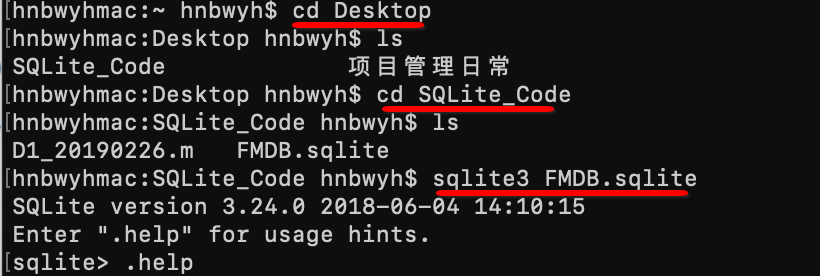 [hnbwyhmac:~ hnbwyh$ cd Desktop
[hnbwyhmac:Desktop hnbwyh$ ls
SQLite_Code 项目管理日常
[hnbwyhmac:Desktop hnbwyh$ cd SQLite_Code
[hnbwyhmac:SQLite_Code hnbwyh$ ls
D1_20190226.m FMDB.sqlite
[hnbwyhmac:SQLite_Code hnbwyh$ sqlite3 FMDB.sqlite
SQLite version 3.24.0 2018-06-04 14:10:15
Enter ".help" for usage hints.
[sqlite> .help